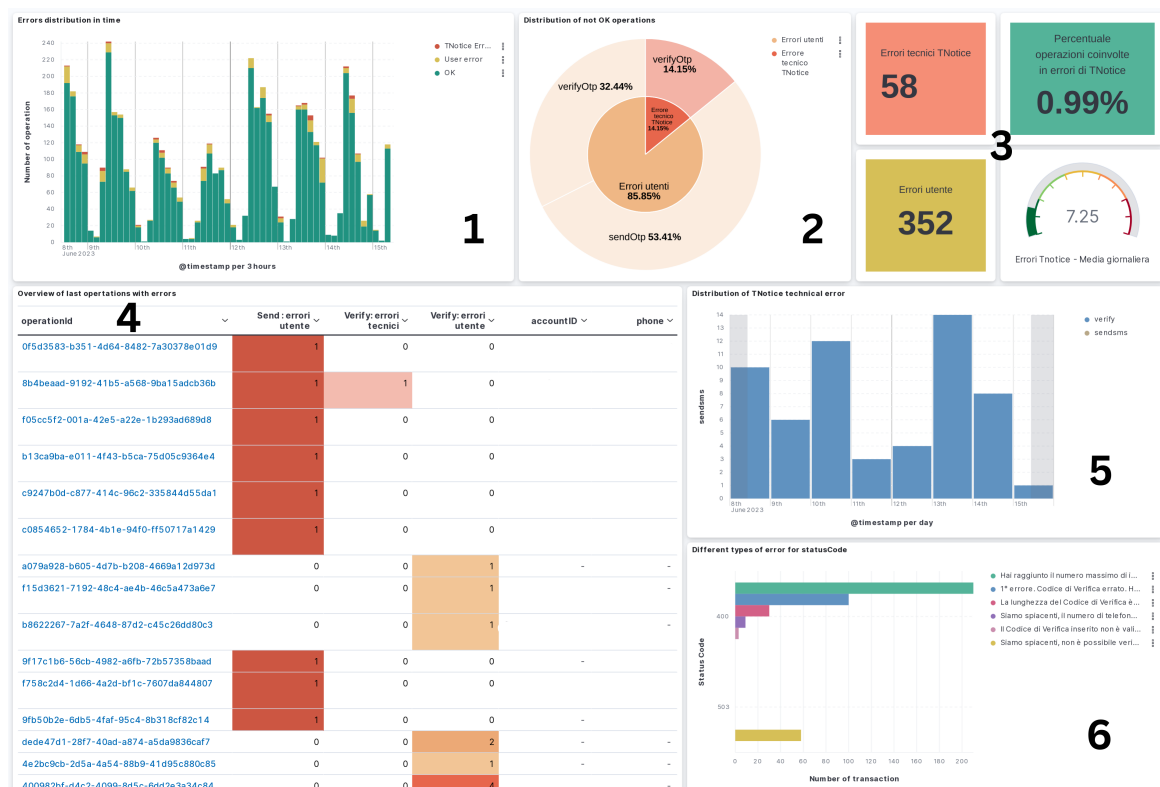 Errors distribution in time
240
220
200
180
160
140
120
100
80
60
40
20
0
Number of operation
8th
June 2023
9th
10th
11th
12th
13th
14th
15th
@timestamp per 3 hours
TNotice Err...
User error
OK
1
Distribution of not OK operations
verifyOtp
14.15%
verifyOtp 32.44%
Errore
tecnico
TNotice
14.15%
Errori utenti
85.85%
sendOtp 53.41%
Errori utenti
Errore
tecnico
TNotice
2
Errori tecnici TNotice
58
Percentuale
operazioni coinvolte
in errori di TNotice
0.99%
3
Errori utente
352
7.25
Errori Tnotice - Media giornaliera
Overview of last opertations with errors
4
operationId
Send : errori
utente
Verify: errori
tecnici
Verify: errori
utente
accountID
phone
0f5d3583-b351-4d64-8482-7a30378e01d9 1 0 0
8b4beaad-9192-41b5-a568-9ba15adcb36b 1 1 0
f05cc5f2-001a-42e5-a22e-1b293ad689d8 1 0 0
b13ca9ba-e011-4f43-b5ca-75d05c9364e4 1 0 0
c9247b0d-c877-414c-96c2-335844d55da1 1 0 0
c0854652-1784-4b1e-94f0-ff50717a1429 1 0 0
a079a928-b605-4d7b-b208-4669a12d973d 0 0 1 - -
f15d3621-7192-48c4-ae4b-46c5a473a6e7 0 0 1
b8622267-7a2f-4648-87d2-c45c26dd80c3 0 0 1
9f17c1b6-56cb-4982-a6fb-72b57358baad 1 0 0 -
f758c2d4-1d66-4a2d-bf1c-7607da844807 1 0 0
9fb50b2e-6db5-4faf-95c4-8b318cf82c14 1 0 0 - -
dede47d1-28f7-40ad-a874-a5da9836caf7 0 0 2 - -
4e2bc9cb-2d5a-4a54-88b9-41d95c880c85 0 0 1 - -
400982bf-d4c2-4099-8d5c-6dd2e3a34c84 0 0 4 - -
Distribution of TNotice technical error
14
13
12
11
10
9
8
7
6
5
4
3
2
1
0
sendsms
8th
June 2023
9th
10th
11th
12th
13th
14th
15th
@timestamp per day
verify
sendsms
5
Different types of error for statusCode
400
503
Status Code
0 20 40 60 80 100 120 140 160 180 200
Number of transaction
Hai raggiunto il numero massimo di i...
1° errore. Codice di Verifica errato. H...
La lunghezza del Codice di Verifica è...
Siamo spiacenti, il numero di telefon...
Il Codice di Verifica inserito non è vali...
Siamo spiacenti, non è possibile veri...
6